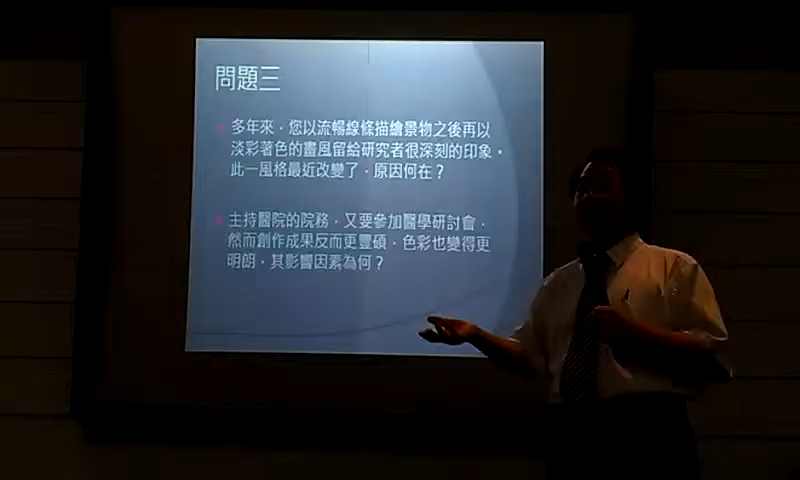 問題三
多年來，您以流暢線條描繪景物之後再以
淡彩著色的畫風留給研究者很深刻的印象，
此一風格最近改變了，原因何在？
主持醫院的院務，又要參加醫學研討會，
然而創作成果反而更豐碩，色彩也變得更
明朗，其影響因素為何？